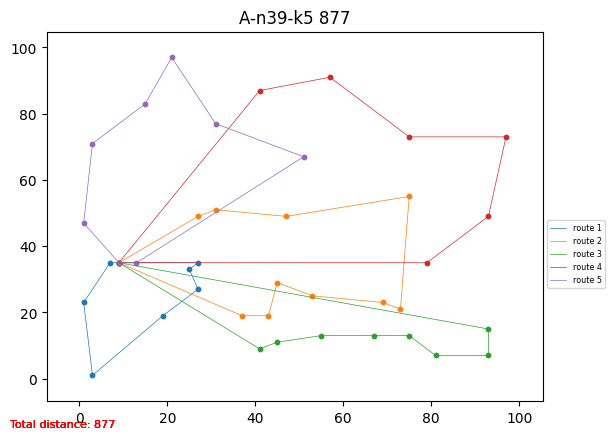 A-n39-k5 877
100
80
60
40
20
0
0 20 40 60 80 100
route 1
route 2
route 3
route 4
route 5
Total distance: 877